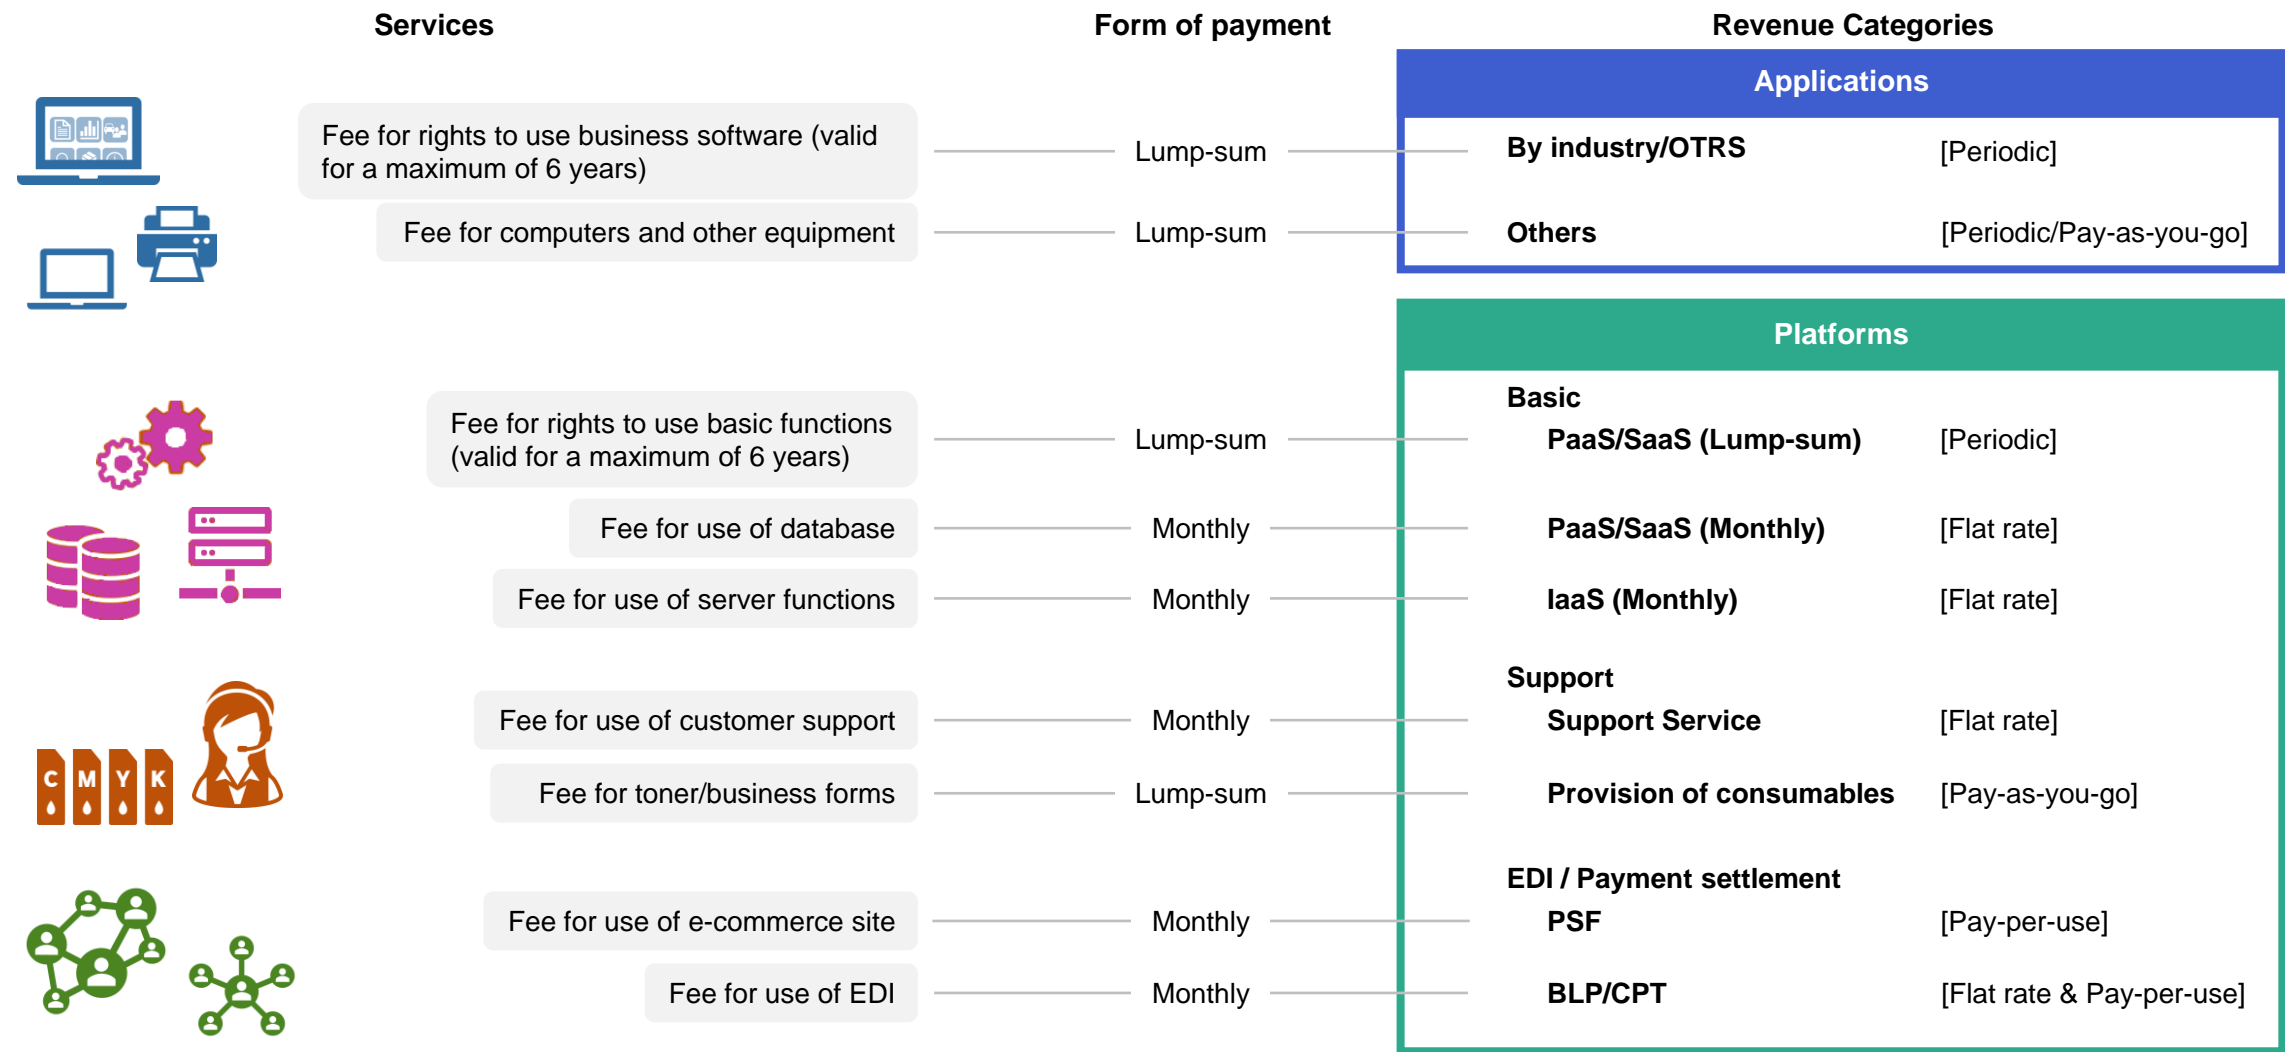 Services
Form of payment
Revenue Categories
Applications
Fee for rights to use business software (valid
for a maximum of 6 years)
Lump-sum
By industry/OTRS
[Periodic]
Fee for computers and other equipment
Lump-sum
Others
[Periodic/Pay-as-you-go]
Platforms
Basic
Fee for rights to use basic functions
(valid for a maximum of 6 years)
Lump-sum
PaaS/SaaS (Lump-sum)
[Periodic]
Fee for use of database
Monthly
PaaS/SaaS (Monthly)
[Flat rate]
Fee for use of server functions
Monthly
IaaS (Monthly)
[Flat rate]
Support
Fee for use of customer support
Monthly
Support Service
[Flat rate]
C M Y K
Fee for toner/business forms
Lump-sum
Provision of consumables
[Pay-as-you-go]
EDI / Payment settlement
Fee for use of e-commerce site
Monthly
PSF
[Pay-per-use]
Fee for use of EDI
Monthly
BLP/CPT
[Flat rate & Pay-per-use]